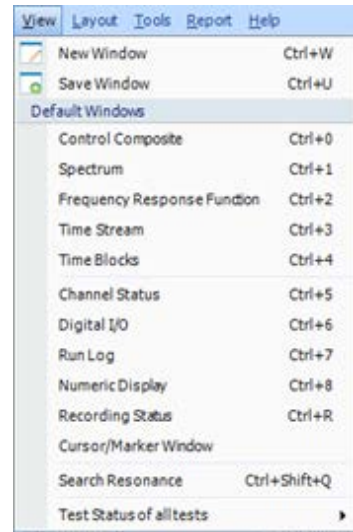 View Layout Tools Report Help
New Window Ctrl+W
Save Window Ctrl+U
Default Windows
Control Composite Ctrl+0
Spectrum Ctrl+1
Frequency Response Function Ctrl+2
Time Stream Ctrl+3
Time Blocks Ctrl+4
Channel Status Ctrl+5
Digital I/O Ctrl+6
Run Log Ctrl+7
Numeric Display Ctrl+8
Recording Status Ctrl+R
Cursor/Marker Window
Search Resonance Ctrl+Shift+Q
Test Status of all tests